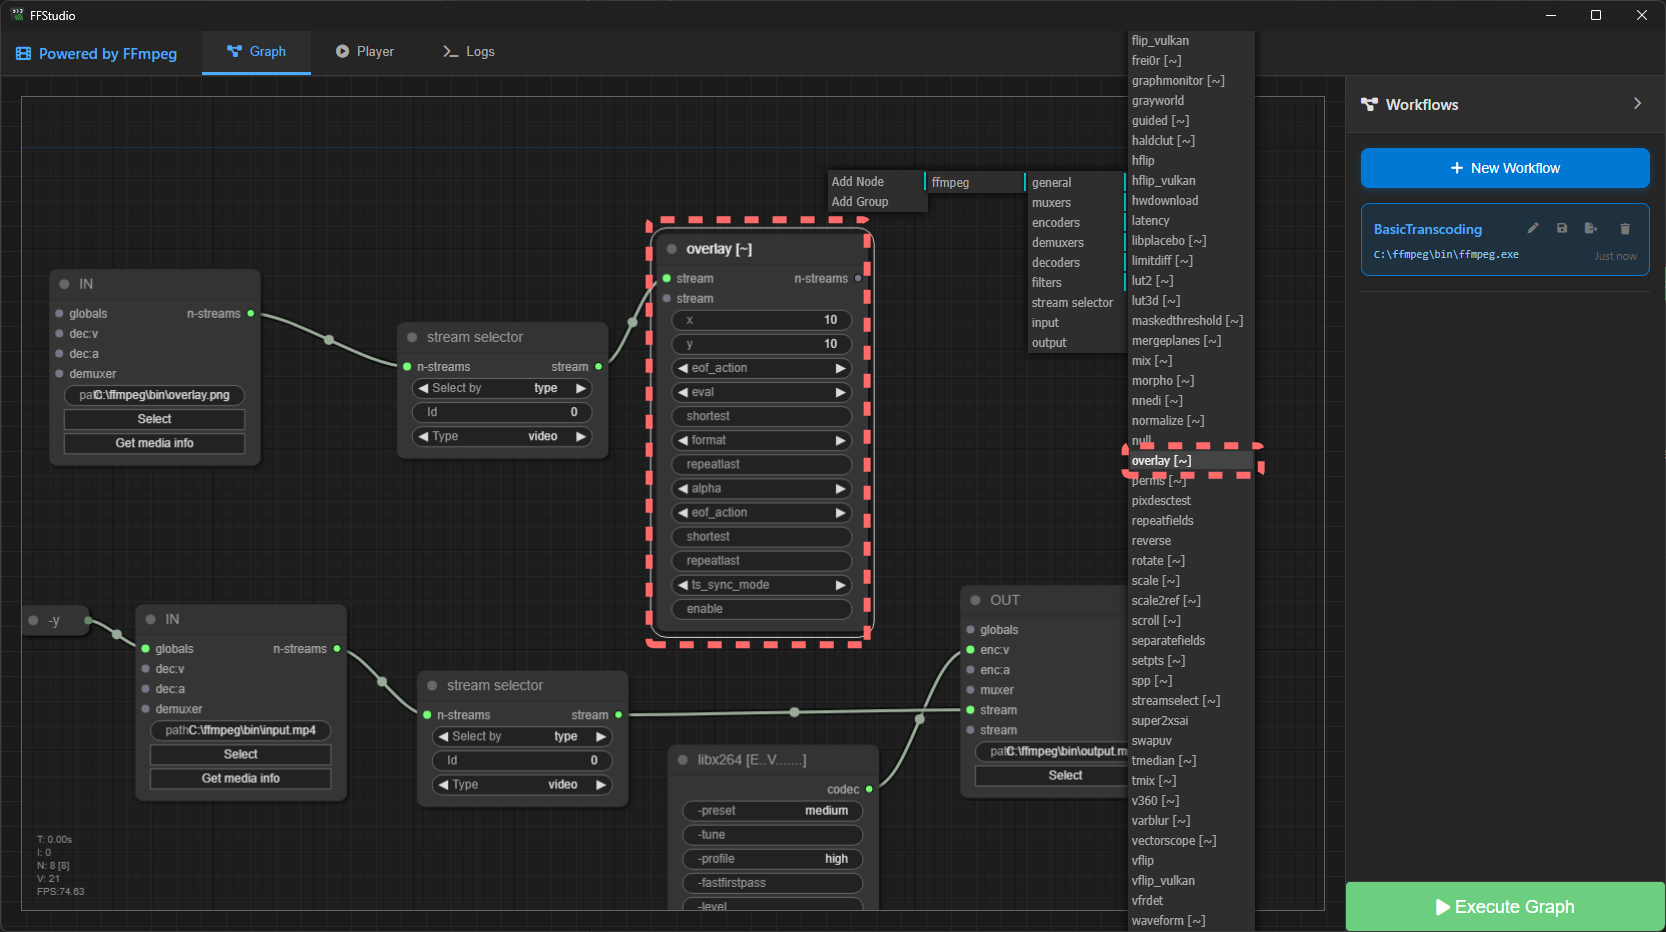 FFStudio
Powered by FFmpeg
Graph
Player
Logs
Workflows
New Workflow
BasicTranscoding
C:\ffmpeg\bin\ffmpeg.exe
Just now
Execute Graph
Add Node
Add Group
ffmpeg
general
muxers
encoders
demuxers
decoders
filters
stream selector
input
output
flip_vulkan
frei0r [~]
graphmonitor [~]
grayworld
guided [~]
haldclut [~]
hflip
hflip_vulkan
hwdownload
latency
libplacebo [~]
limitdiff [~]
lut2 [~]
lut3d [~]
maskedthreshold [~]
mergeplanes [~]
mix [~]
morpho [~]
nnedi [~]
normalize [~]
null
overlay [~]
perms [~]
pixdesctest
repeatfields
reverse
rotate [~]
scale [~]
scale2ref [~]
scroll [~]
separatefields
setpts [~]
spp [~]
streamselect [~]
super2xsai
swapuv
tmedian [~]
tmix [~]
v360 [~]
varblur [~]
vectorscope [~]
vflip
vflip_vulkan
vfrdet
waveform [~]
IN
globals n-streams
dec:v
dec:a
demuxer
pat C:\ffmpeg\bin\overlay.png
Select
Get media info
stream selector
n-streams stream
Select by type
Id 0
Type video
overlay [~]
stream n-streams
stream
x 10
y 10
eof_action
eval
shortest
format
repeatlast
alpha
eof_action
shortest
repeatlast
ts_sync_mode
enable
-y
IN
globals n-streams
dec:v
dec:a
demuxer
path C:\ffmpeg\bin\input.mp4
Select
Get media info
stream selector
n-streams stream
Select by type
Id 0
Type video
libx264 [E..V.......]
codec
-preset medium
-tune
-profile high
-fastfirstpass
-level
OUT
globals
enc:v
enc:a
muxer
stream
stream
pat C:\ffmpeg\bin\output.m
Select
T: 0.00s
I: 0
N: 8 [8]
V: 21
FPS:74.63